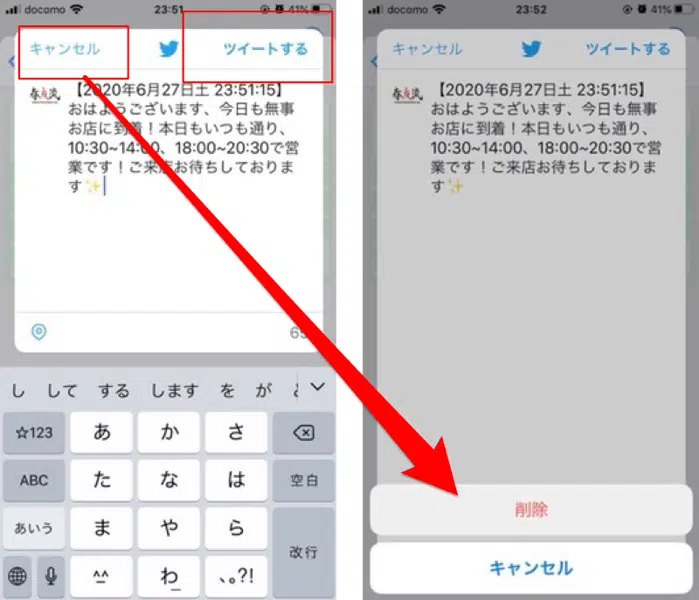 docomo 23:51 41%
キャンセル ツイートする
春夜流
【2020年6月27日土 23:51:15】
おはようございます、今日も無事
お店に到着！本日もいつも通り、
10:30~14:00、18:00~20:30で営
業です！ご来店お待ちしておりま
す✨
し して する します を が
☆123 あ か さ
ABC た な は 空白
あいう ま や ら 改行
^^ わ 、。?!
docomo 23:52 41%
キャンセル ツイートする
【2020年6月27日土 23:51:15】
おはようございます、今日も無事
お店に到着！本日もいつも通り、
10:30~14:00、18:00~20:30で営
業です！ご来店お待ちしておりま
す✨
削除
キャンセル